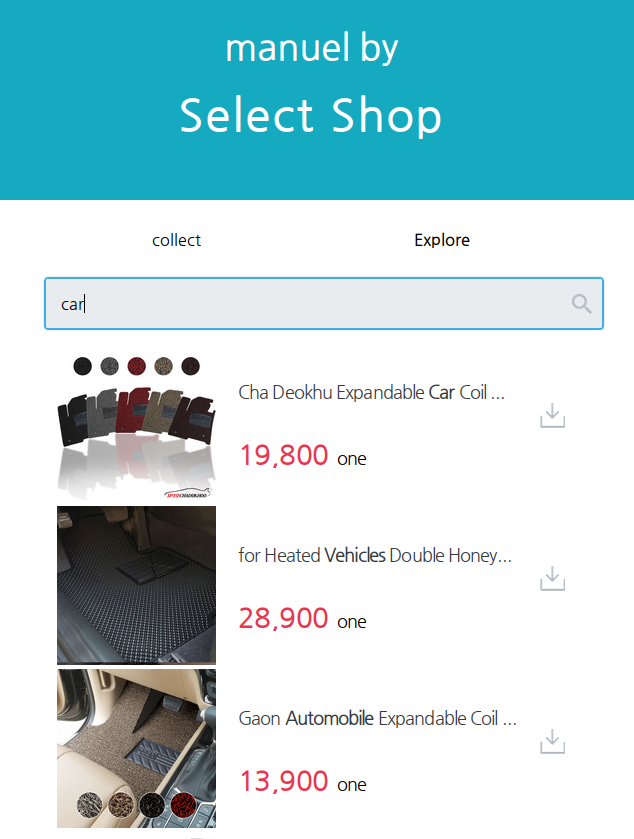 manuel by
Select Shop
collect
Explore
car
Cha Deokhu Expandable Car Coil ...
19,800 one
for Heated Vehicles Double Honey...
28,900 one
Gaon Automobile Expandable Coil ...
13,900 one